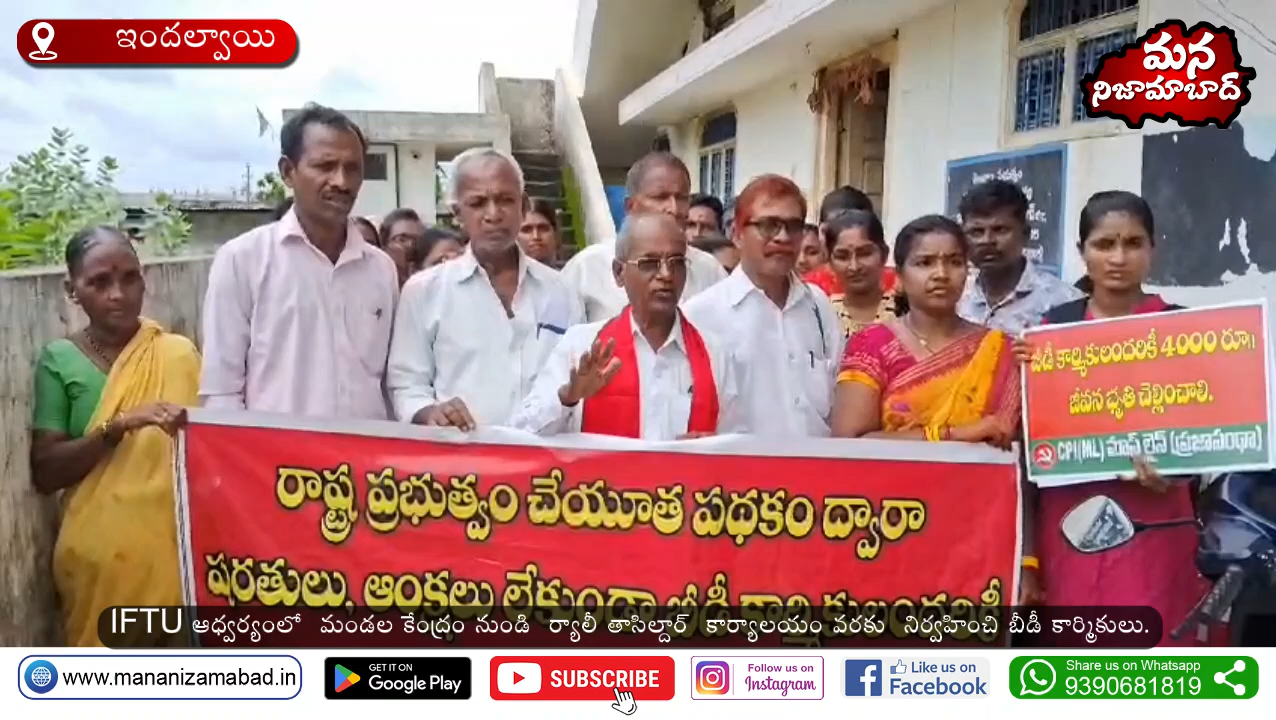 ఇందల్వాయి
మన
నిజామాబాద్
బీడీ కార్మికులందరికీ 4000 రూ॥
జీవన భృతి చెల్లించాలి.
CPI(ML) మాస్ లైన్ (ప్రజాపంథా)
రాష్ట్ర ప్రభుత్వం చేయూత పథకం ద్వారా
షరతులు, ఆంక్షలు లేకుండా బీడీ కార్మికులందరికీ
IFTU ఆధ్వర్యంలో మండల కేంద్రం నుండి ర్యాలీ తాసిల్దార్ కార్యాలయం వరకు నిర్వహించి బీడీ కార్మికులు.
www.mananizamabad.in
GET IT ON
Google Play
SUBSCRIBE
Follow us on
Instagram
Like us on
Facebook
Share us on Whatsapp
9390681819